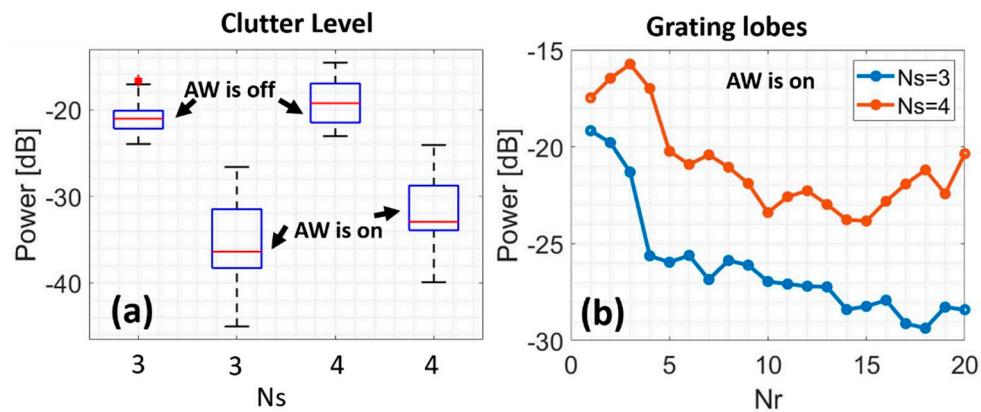 Clutter Level
Power [dB]
-20
-30
-40
AW is off
AW is on
(a)
3 3 4 4
Ns
Grating lobes
Power [dB]
-15
-20
-25
-30
AW is on
Ns=3
Ns=4
(b)
0 5 10 15 20
Nr